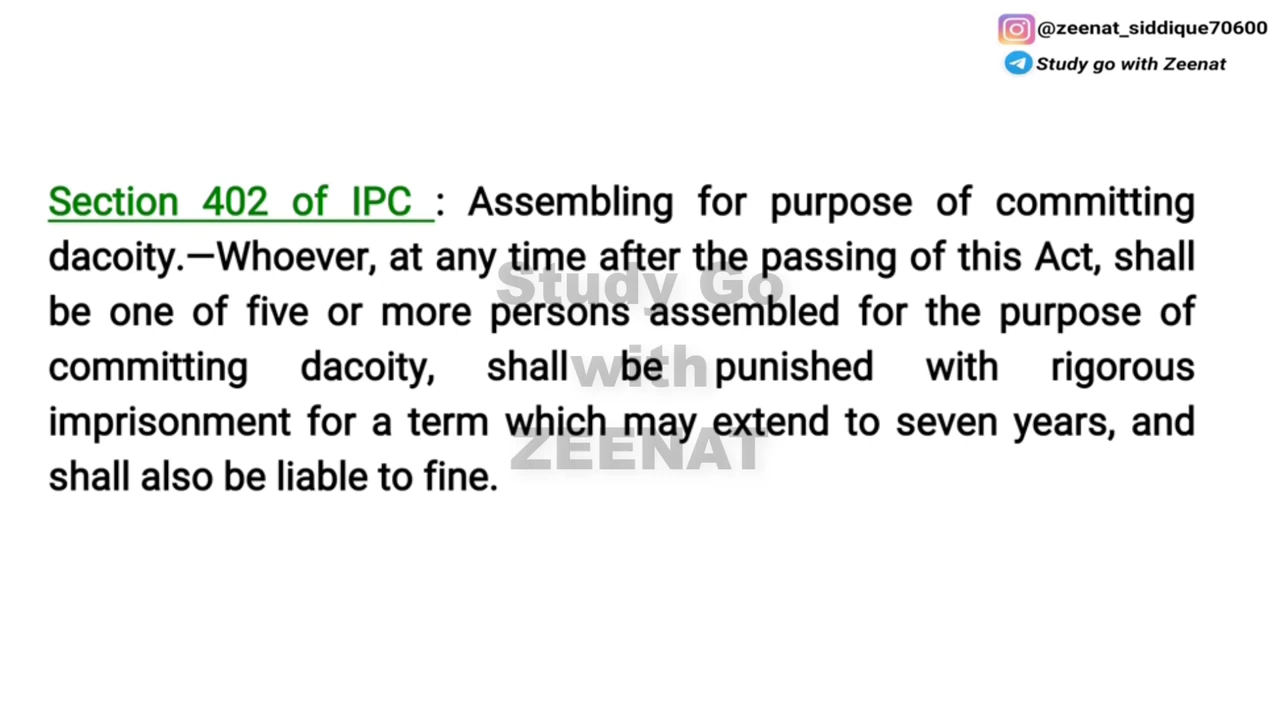 @zeenat_siddique70600
Study go with Zeenat
Section 402 of IPC : Assembling for purpose of committing
dacoity.—Whoever, at any time after the passing of this Act, shall
be one of five or more persons assembled for the purpose of
committing dacoity, shall be punished with rigorous
imprisonment for a term which may extend to seven years, and
shall also be liable to fine.
Study Go
with
ZEENAT